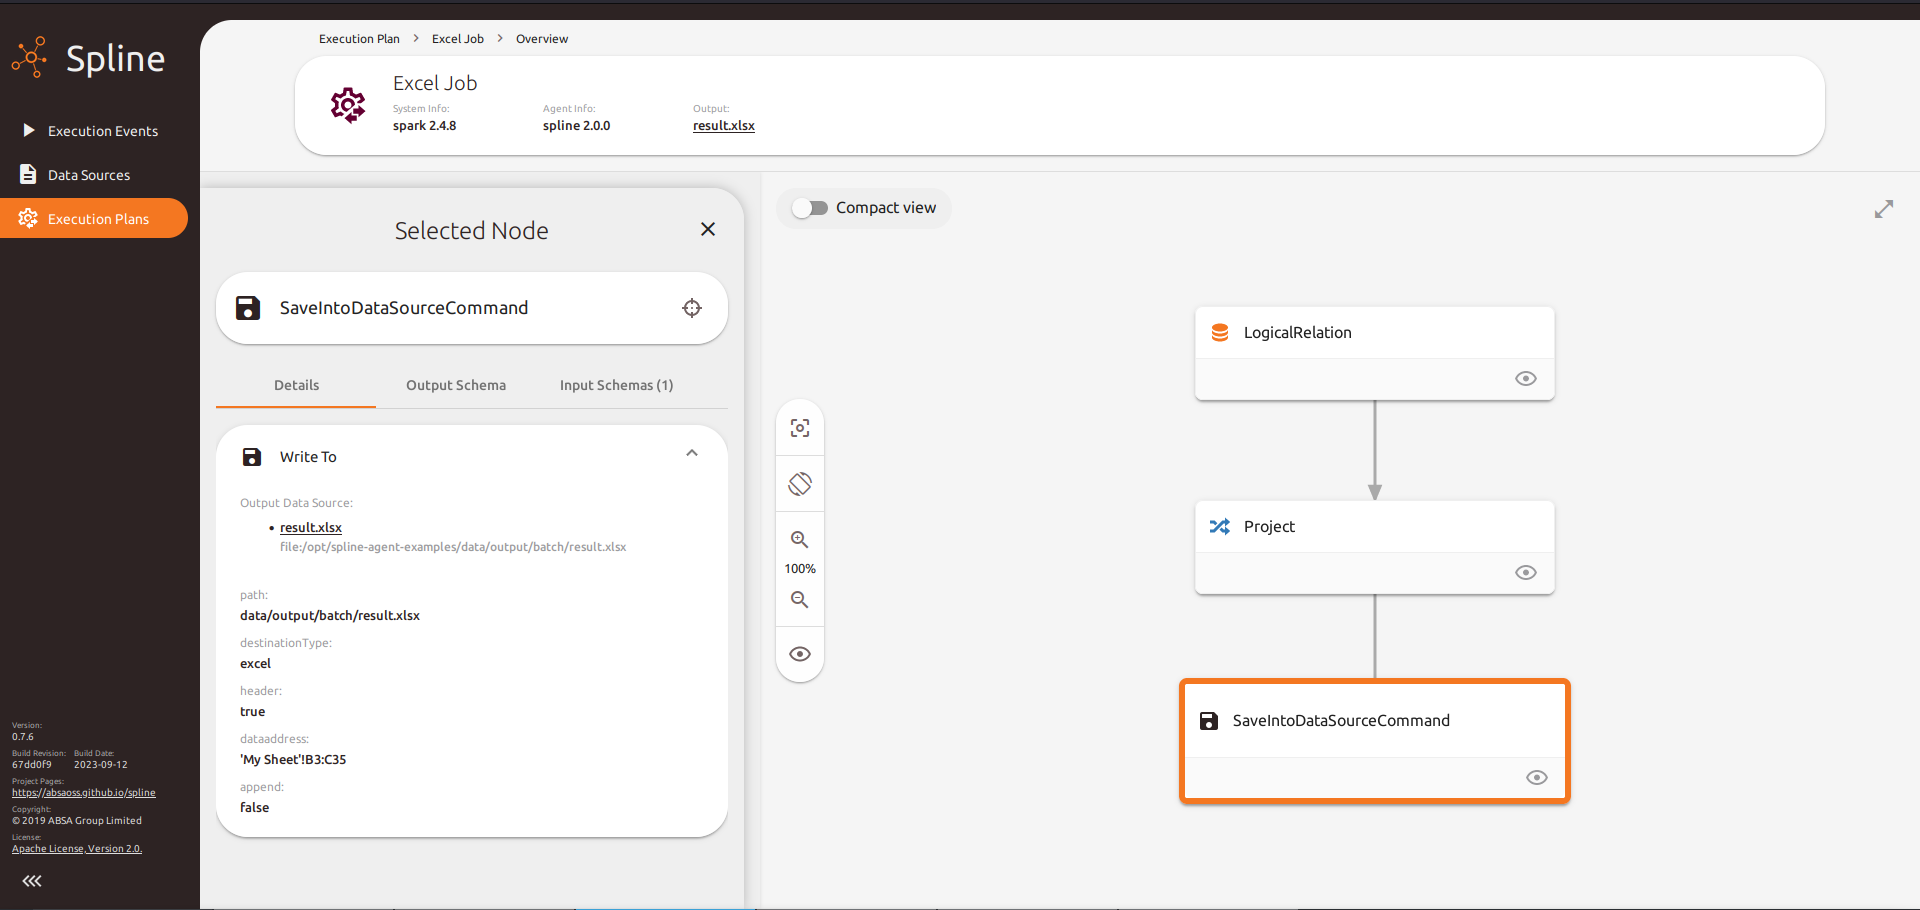 Spline
Execution Events
Data Sources
Execution Plans
Version:
0.7.6
Build Revision: Build Date:
67dd0f9 2023-09-12
Project Pages:
https://absaoss.github.io/spline
Copyright:
© 2019 ABSA Group Limited
License:
Apache License, Version 2.0.
Execution Plan > Excel Job > Overview
Excel Job
System Info: Agent Info: Output:
spark 2.4.8 spline 2.0.0 result.xlsx
Selected Node
SaveIntoDataSourceCommand
Details Output Schema Input Schemas (1)
Write To
Output Data Source:
• result.xlsx
file:/opt/spline-agent-examples/data/output/batch/result.xlsx
path:
data/output/batch/result.xlsx
destinationType:
excel
header:
true
dataaddress:
'My Sheet'!B3:C35
append:
false
Compact view
100%
LogicalRelation
Project
SaveIntoDataSourceCommand